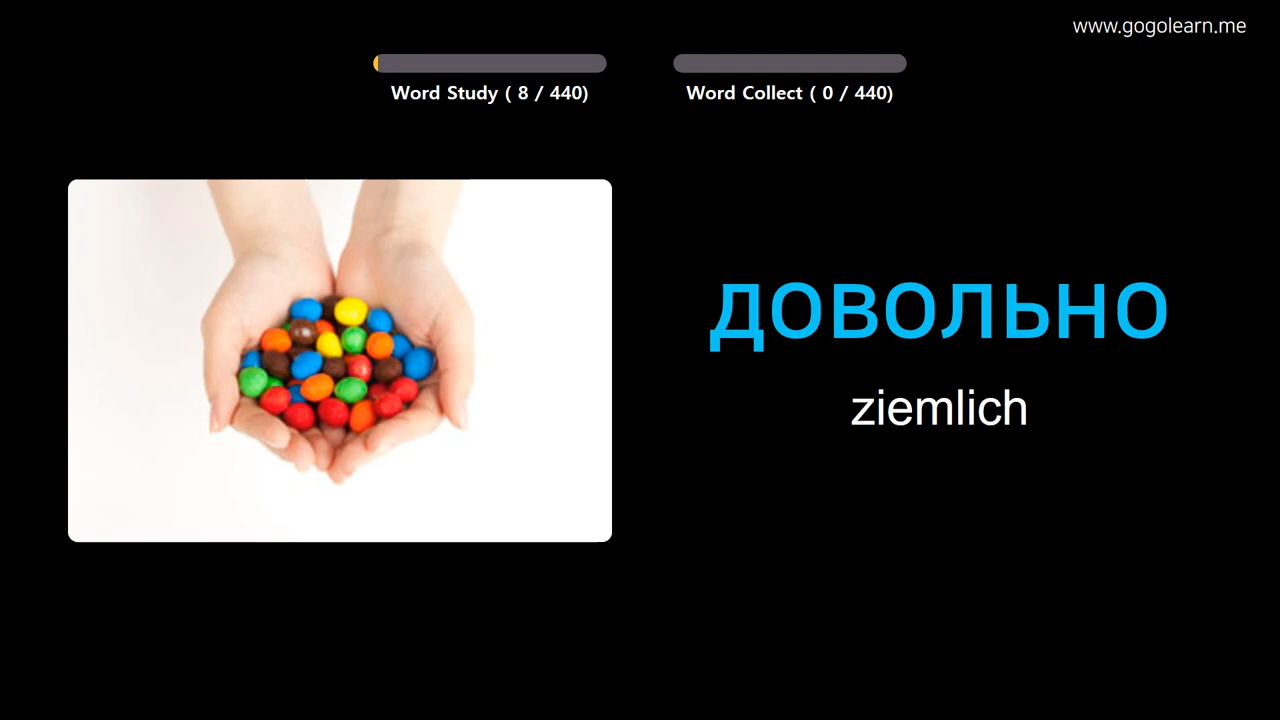 www.gogolearn.me
Word Study ( 8 / 440)
Word Collect ( 0 / 440)
довольно
ziemlich